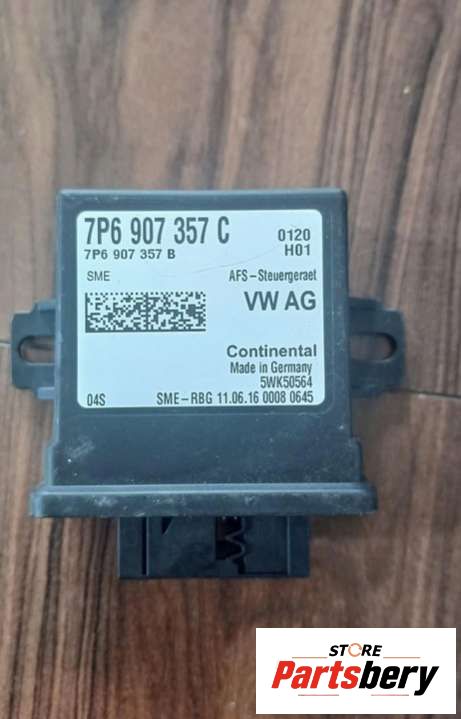 7P6 907 357 C
7P6 907 357 B
0120
H01
SME
AFS-Steuergeraet
VW AG
Continental
Made in Germany
5WK50564
04S
SME-RBG 11.06.16 0008 0645
STORE
Partsbery